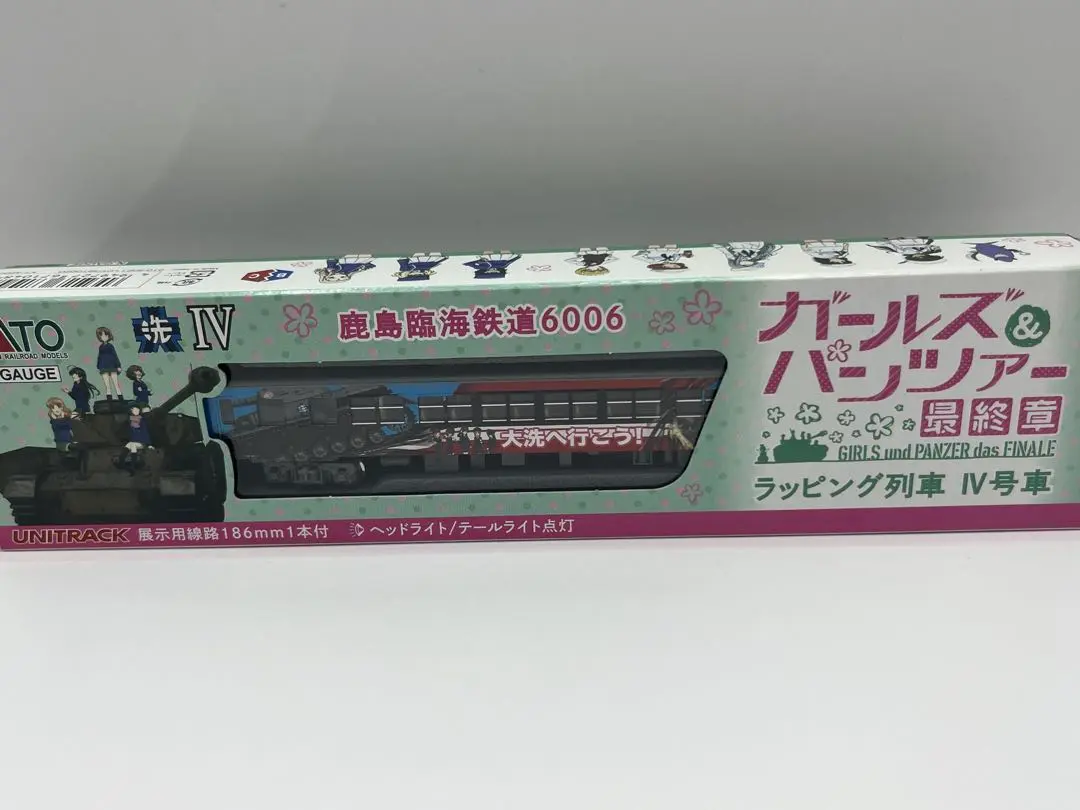 ATO
RAILROAD MODELS
GAUGE
洗 IV
鹿島臨海鉄道6006
大洗へ行こう!
ガールズ&
パンツァー
最終章
GIRLS und PANZER das FINALE
ラッピング列車 IV号車
UNITRACK 展示用線路186mm1本付 ヘッドライト/テールライト点灯